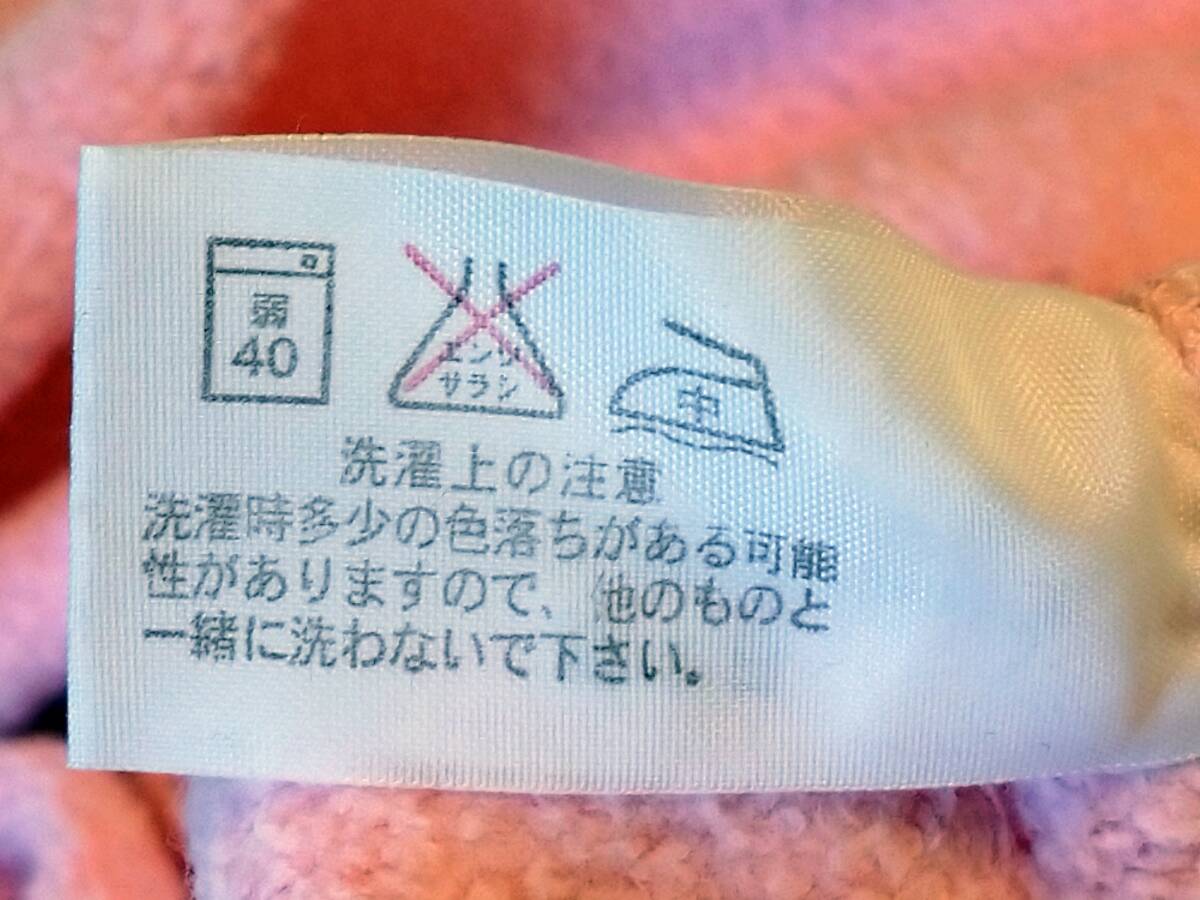 弱
40
エンソ
サラシ
中
洗濯上の注意
洗濯時多少の色落ちがある可能
性がありますので、他のものと
一緒に洗わないで下さい。